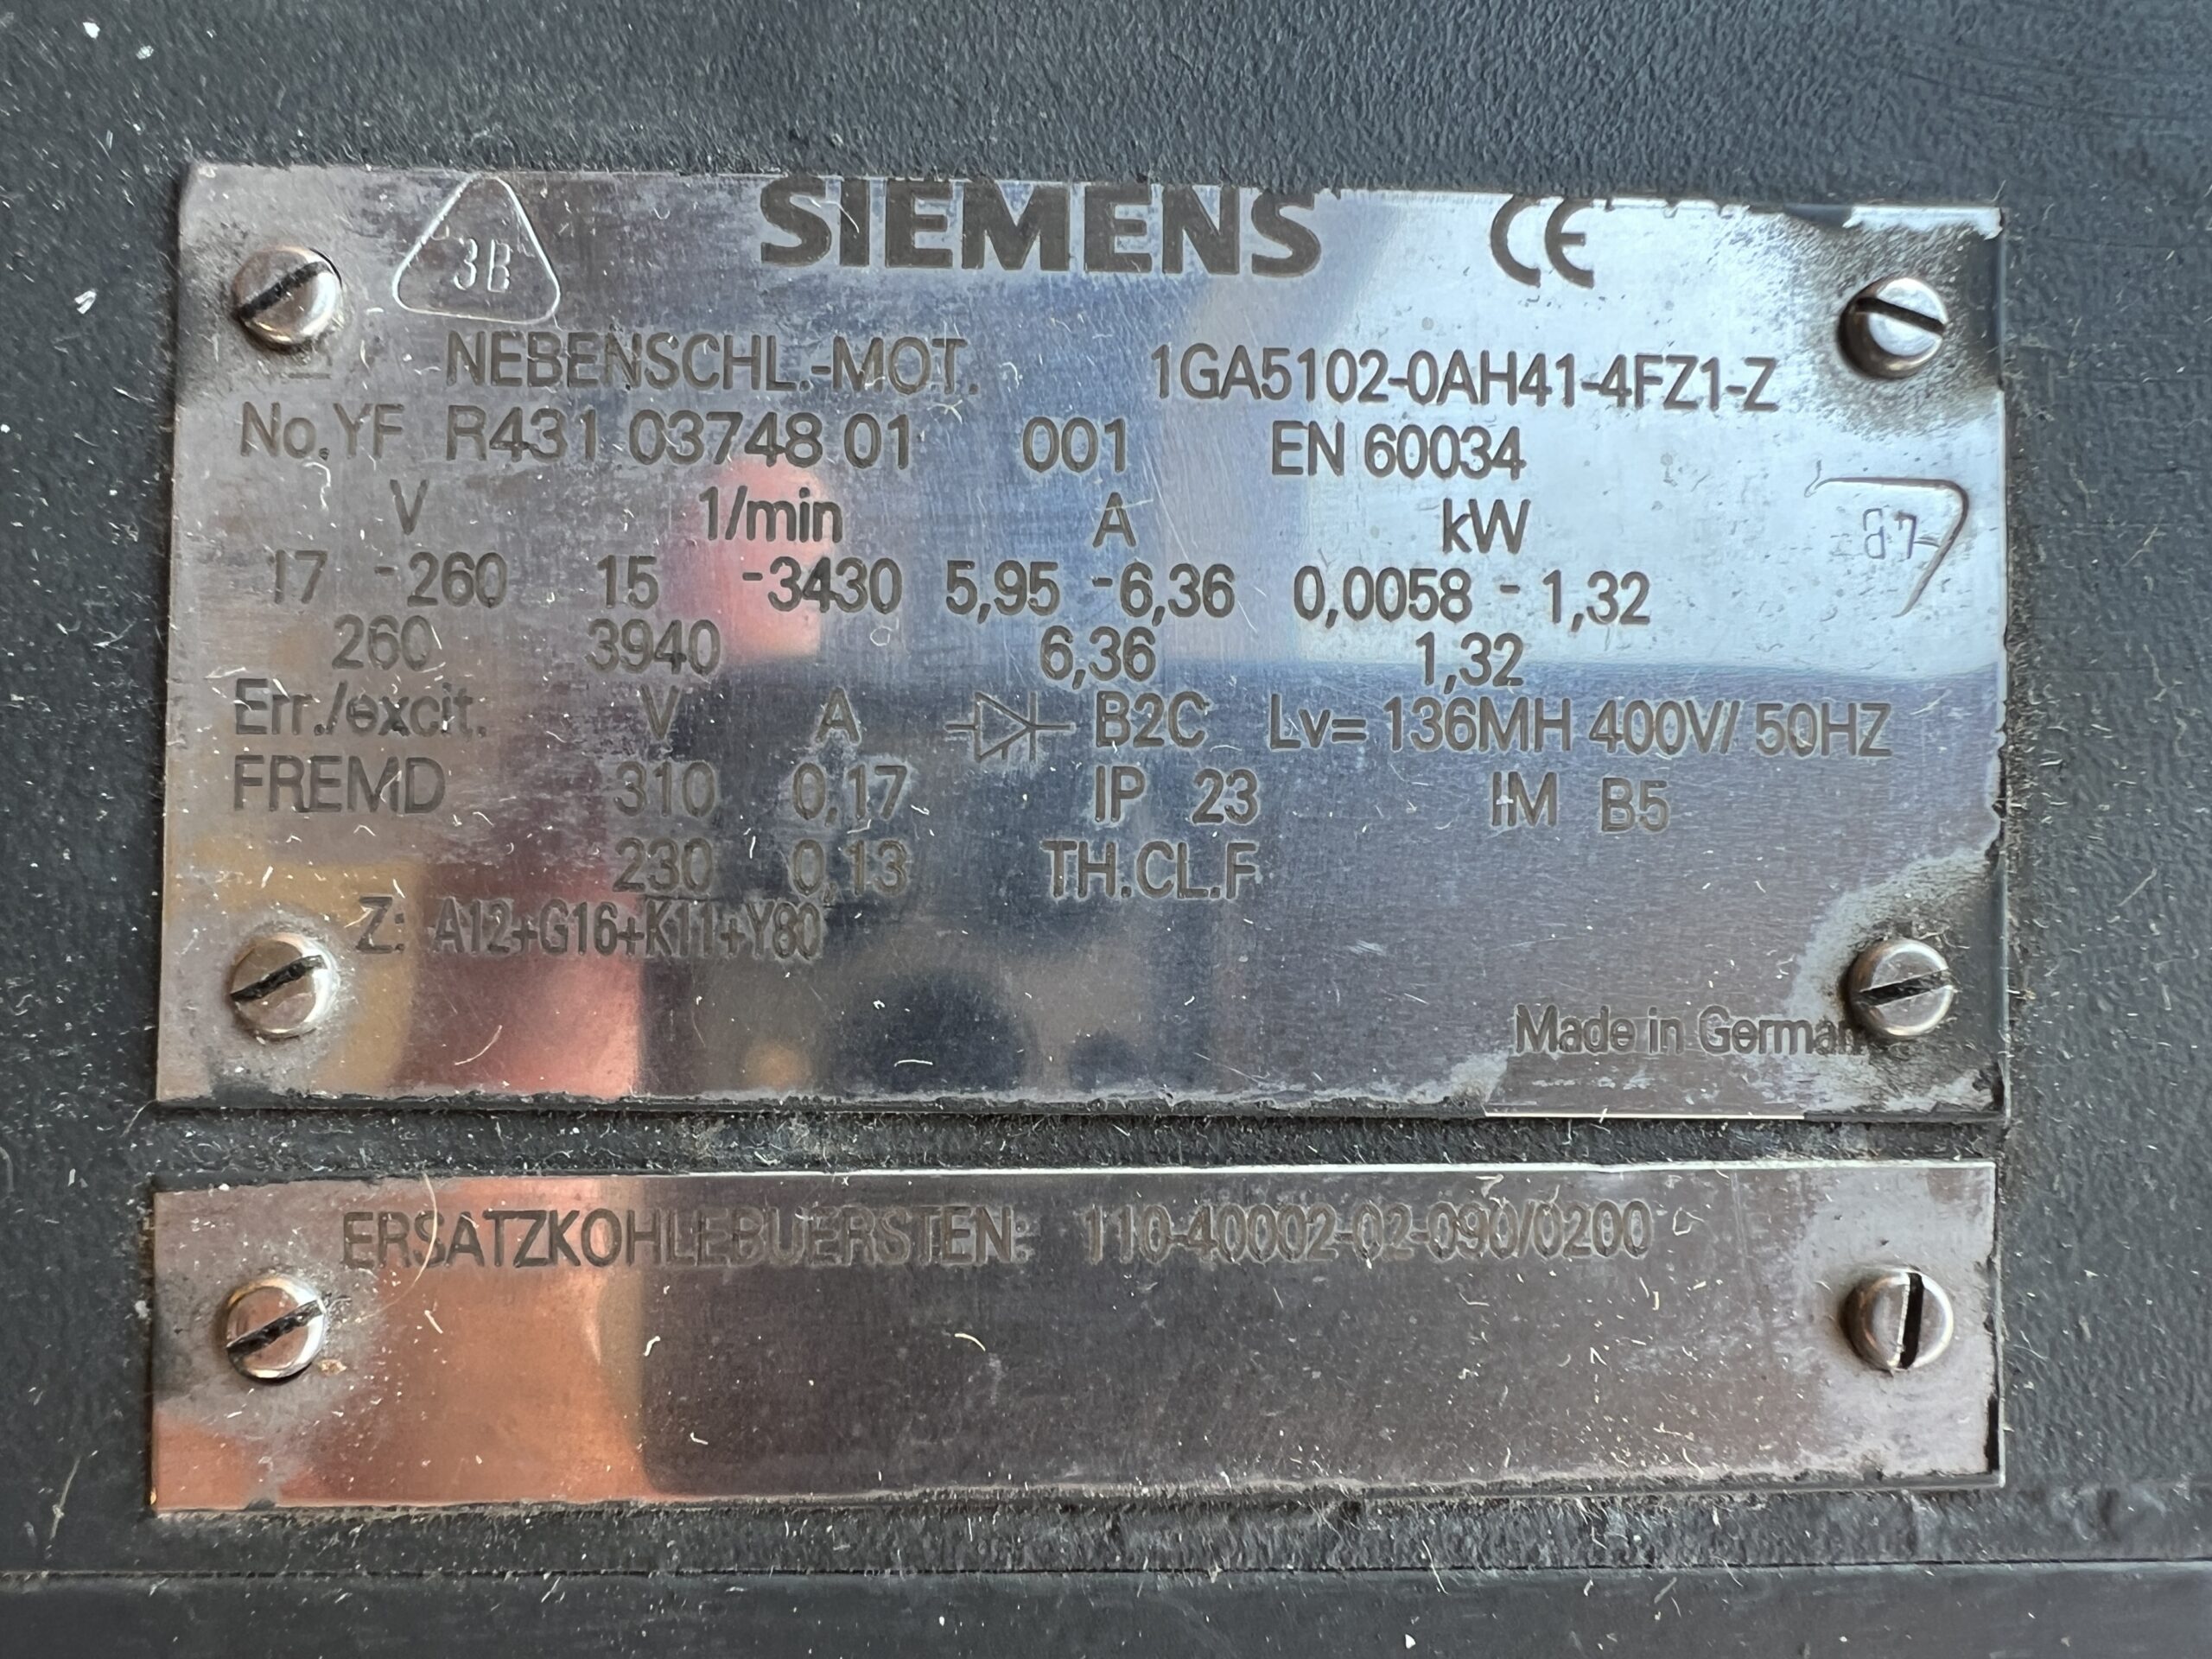 3B
SIEMENS CE
NEBENSCHL.-MOT. 1GA5102-0AH41-4FZ1-Z
No. YF R431 03748 01 001 EN 60034
V 1/min A kW
17 -260 15 -3430 5,95 -6,36 0,0058 - 1,32
87
260 3940 6,36 1,32
Err./excit. V A B2C Lv= 136MH 400V/ 50HZ
FREMD 310 0,17 IP 23 IM B5
230 0,13 TH.CL.F
Z: A12+G16+K11+Y80
Made in German
ERSATZKOHLEBUERSTEN: 110-40002-02-090/0200